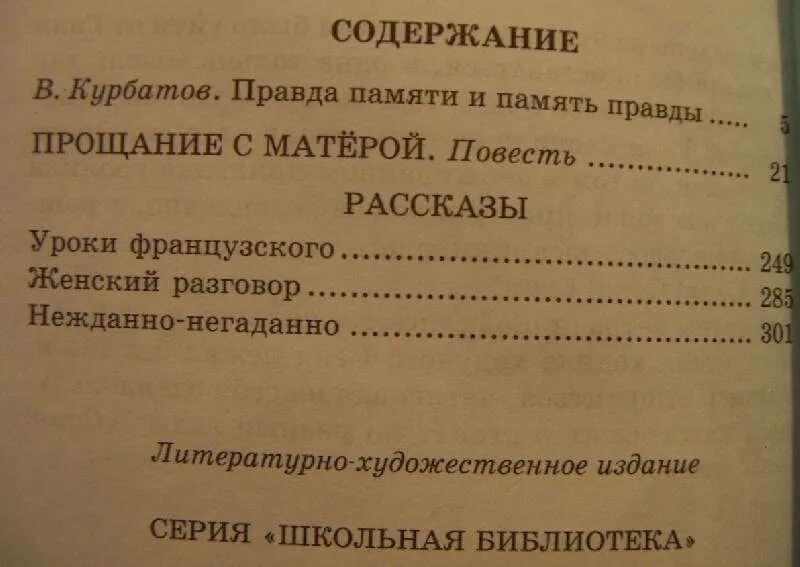 СОДЕРЖАНИЕ
В. Курбатов. Правда памяти и память правды ..... 5
ПРОЩАНИЕ С МАТЁРОЙ. Повесть .................. 21
РАССКАЗЫ
Уроки французского ............................................. 249
Женский разговор ................................................ 285
Нежданно-негаданно ............................................ 301
Литературно-художественное издание
СЕРИЯ «ШКОЛЬНАЯ БИБЛИОТЕКА»